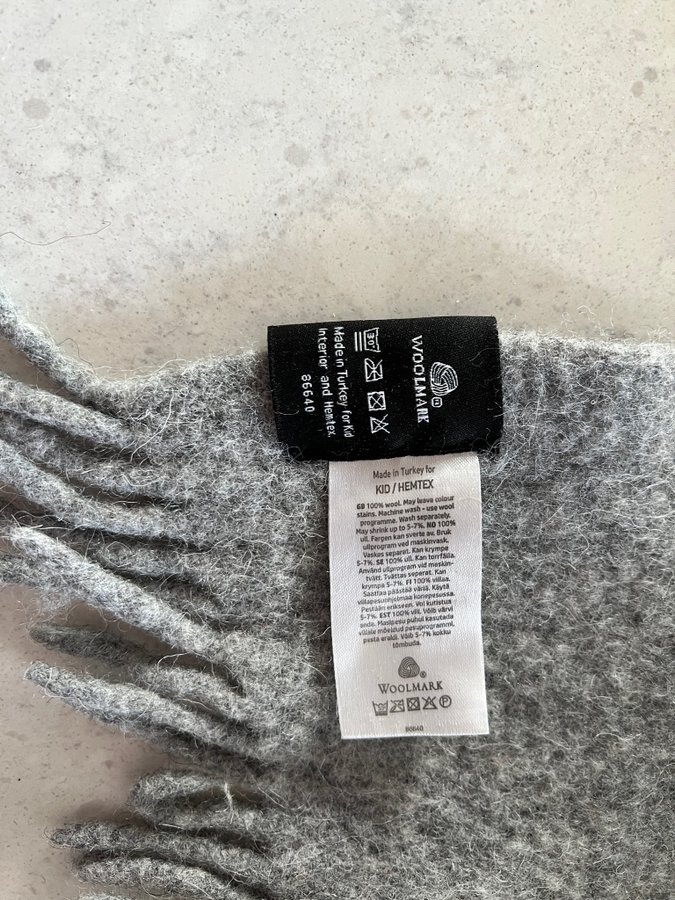 WOOLMARK
30°
Made in Turkey for Kid
Interior and Hemtex.
86640
Made in Turkey for
KID / HEMTEX
GB 100% wool. May leave colour
stains. Machine wash - use wool
programme. Wash separately.
May shrink up to 5-7%. NO 100%
ull. Fargen kan sverte av. Bruk
ullprogram ved maskinvask.
Vaskes separat. Kan krympe
5-7%. SE 100% ull. Kan torrfälla.
Använd ullprogram vid meskin-
tvätt. Tvättas seperat. Kan
krympa 5-7%. FI 100% villaa.
Saattaa päästää väriä. Käytä
villapesuohjelmaa konepesussa.
Pestään erikseen. Voi kutistua
5-7%. EST 100% vill. Võib värvi
anda. Masinpesu puhul kasutada
villale mõeldud pesuprogrammi,
pesta eraldi. Võib 5-7% kokku
tõmbuda.
WOOLMARK
86640